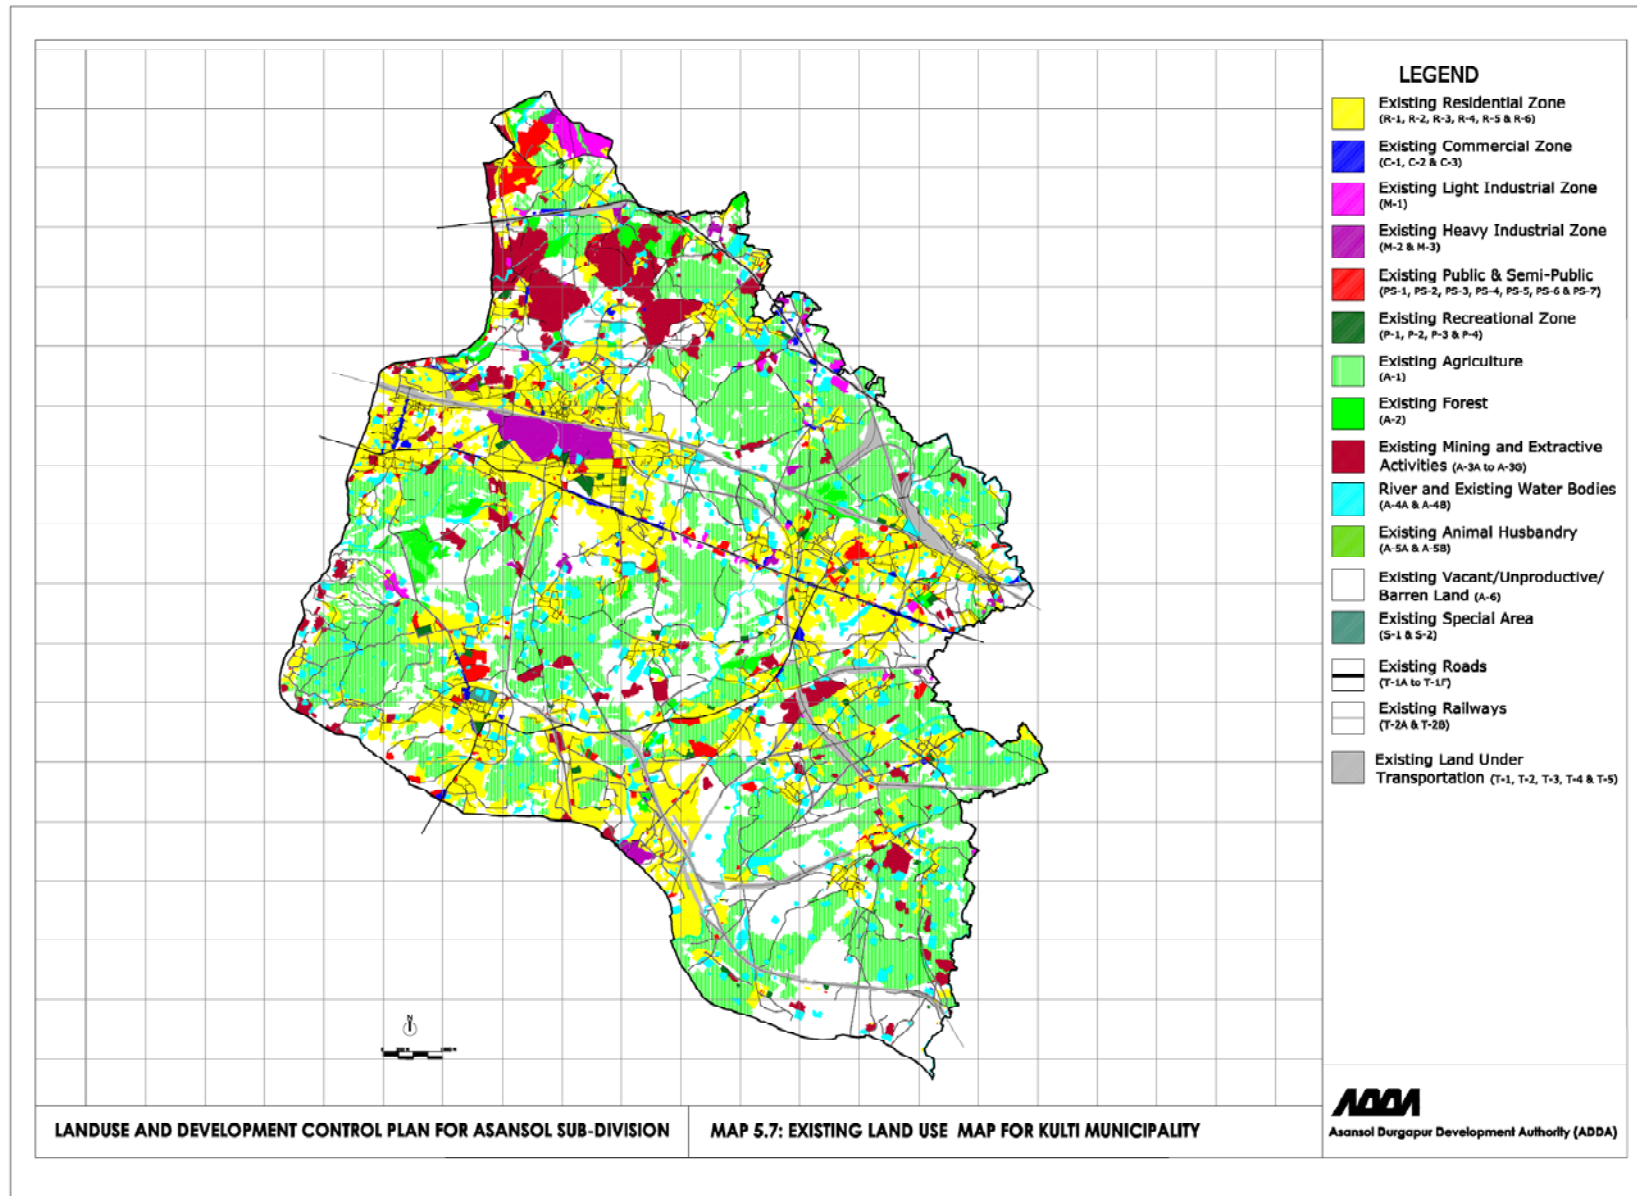 LEGEND
Existing Residential Zone
(R-1, R-2, R-3, R-4, R-5 & R-6)
Existing Commercial Zone
(C-1, C-2 & C-3)
Existing Light Industrial Zone
(M-1)
Existing Heavy Industrial Zone
(M-2 & M-3)
Existing Public & Semi-Public
(PS-1, PS-2, PS-3, PS-4, PS-5, PS-6 & PS-7)
Existing Recreational Zone
(P-1, P-2, P-3 & P-4)
Existing Agriculture
(A-1)
Existing Forest
(A-2)
Existing Mining and Extractive
Activities (A-3A to A-3G)
River and Existing Water Bodies
(A-4A & A-4B)
Existing Animal Husbandry
(A-5A & A-5B)
Existing Vacant/Unproductive/
Barren Land (A-6)
Existing Special Area
(S-1 & S-2)
Existing Roads
(T-1A to T-1F)
Existing Railways
(T-2A & T-2B)
Existing Land Under
Transportation (T-1, T-2, T-3, T-4 & T-5)
N
ADDA
Asansol Durgapur Development Authority (ADDA)
LANDUSE AND DEVELOPMENT CONTROL PLAN FOR ASANSOL SUB-DIVISION
MAP 5.7: EXISTING LAND USE MAP FOR KULTI MUNICIPALITY